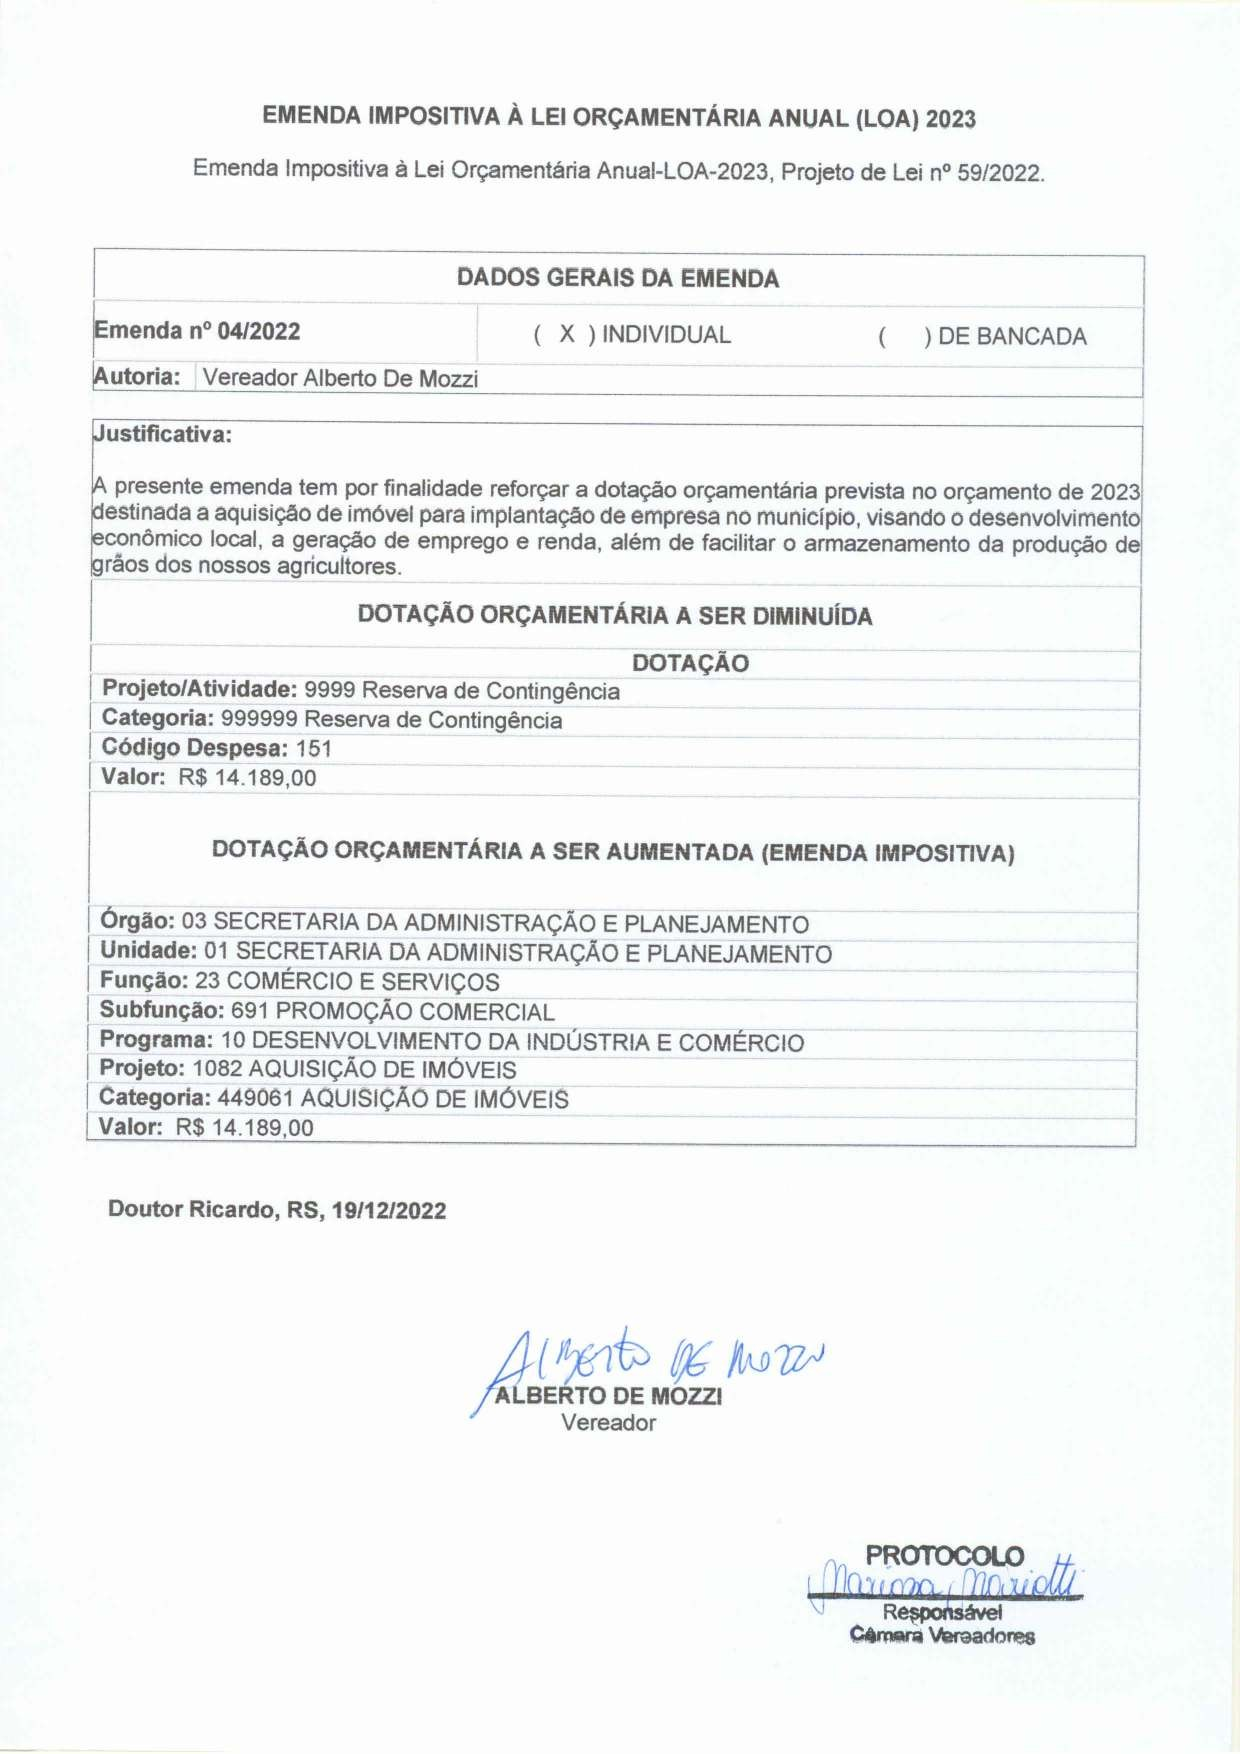 EMENDA IMPOSITIVA À LEI ORÇAMENTÁRIA ANUAL (LOA) 2023
Emenda Impositiva à Lei Orçamentária Anual-LOA-2023, Projeto de Lei nº 59/2022.
DADOS GERAIS DA EMENDA
Emenda nº 04/2022 ( X ) INDIVIDUAL ( ) DE BANCADA
Autoria: Vereador Alberto De Mozzi
Justificativa:
A presente emenda tem por finalidade reforçar a dotação orçamentária prevista no orçamento de 2023
destinada a aquisição de imóvel para implantação de empresa no município, visando o desenvolvimento
econômico local, a geração de emprego e renda, além de facilitar o armazenamento da produção de
grãos dos nossos agricultores.
DOTAÇÃO ORÇAMENTÁRIA A SER DIMINUÍDA
DOTAÇÃO
Projeto/Atividade: 9999 Reserva de Contingência
Categoria: 999999 Reserva de Contingência
Código Despesa: 151
Valor: R$ 14.189,00
DOTAÇÃO ORÇAMENTÁRIA A SER AUMENTADA (EMENDA IMPOSITIVA)
Órgão: 03 SECRETARIA DA ADMINISTRAÇÃO E PLANEJAMENTO
Unidade: 01 SECRETARIA DA ADMINISTRAÇÃO E PLANEJAMENTO
Função: 23 COMÉRCIO E SERVIÇOS
Subfunção: 691 PROMOÇÃO COMERCIAL
Programa: 10 DESENVOLVIMENTO DA INDÚSTRIA E COMÉRCIO
Projeto: 1082 AQUISIÇÃO DE IMÓVEIS
Categoria: 449061 AQUISIÇÃO DE IMÓVEIS
Valor: R$ 14.189,00
Doutor Ricardo, RS, 19/12/2022
Alberto DE Mozzi
ALBERTO DE MOZZI
Vereador
PROTOCOLO
Mariotti
Responsável
Câmara Vereadores